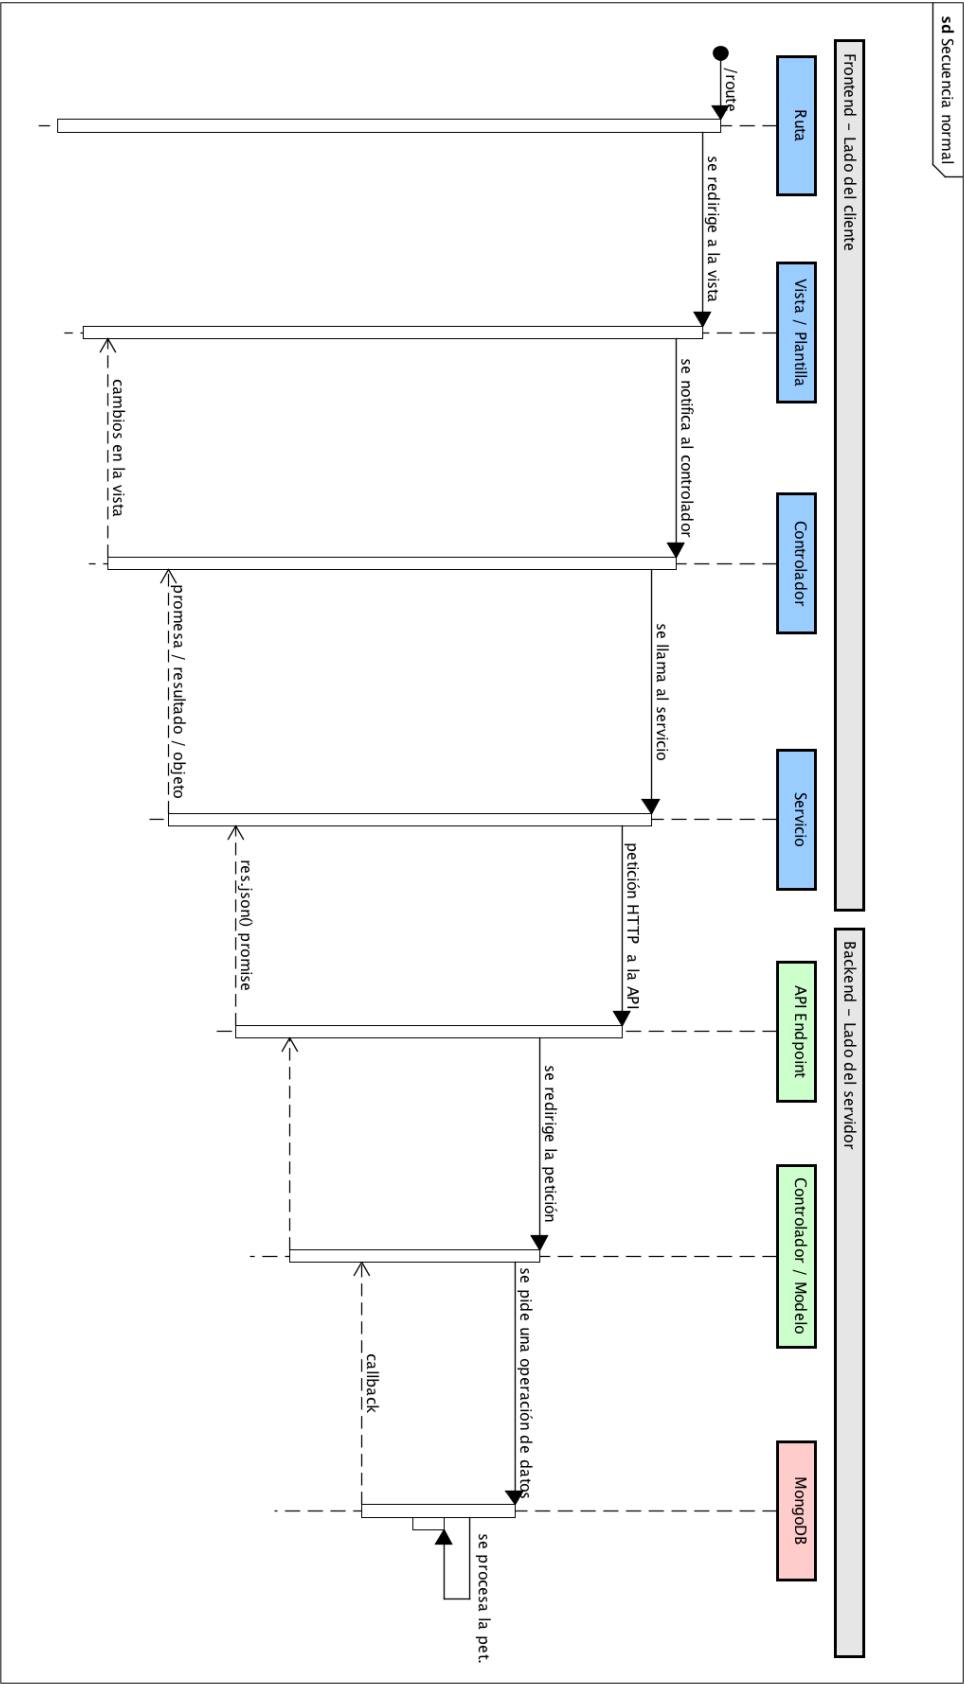 sd Secuencia normal
Frontend - Lado del cliente
Backend - Lado del servidor
Ruta
Vista / Plantilla
Controlador
Servicio
API Endpoint
Controlador / Modelo
MongoDB
/route
se redirige a la vista
se notifica al controlador
se llama al servicio
petición HTTP a la API
se redirige la petición
se pide una operación de datos
se procesa la pet.
callback
res.json() promise
promesa / resultado / objeto
cambios en la vista